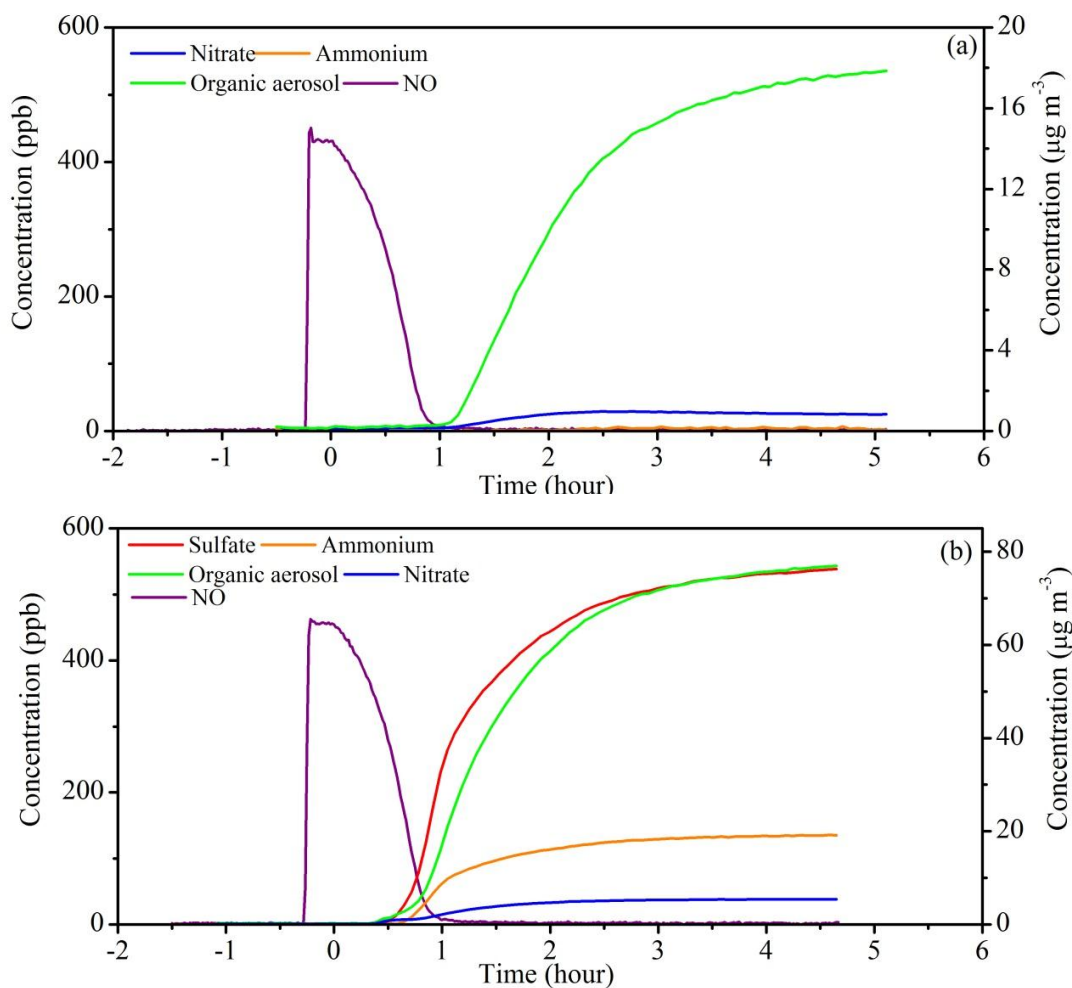 600
20
(a)
Nitrate Ammonium
Organic aerosol NO
16
400
12
Concentration (ppb)
Concentration (μg m-3)
8
200
4
0
0
-2 -1 0 1 2 3 4 5 6
Time (hour)
600
80
(b)
Sulfate Ammonium
Organic aerosol Nitrate
NO
60
400
Concentration (ppb)
Concentration (μg m-3)
40
200
20
0
0
-2 -1 0 1 2 3 4 5 6
Time (hour)